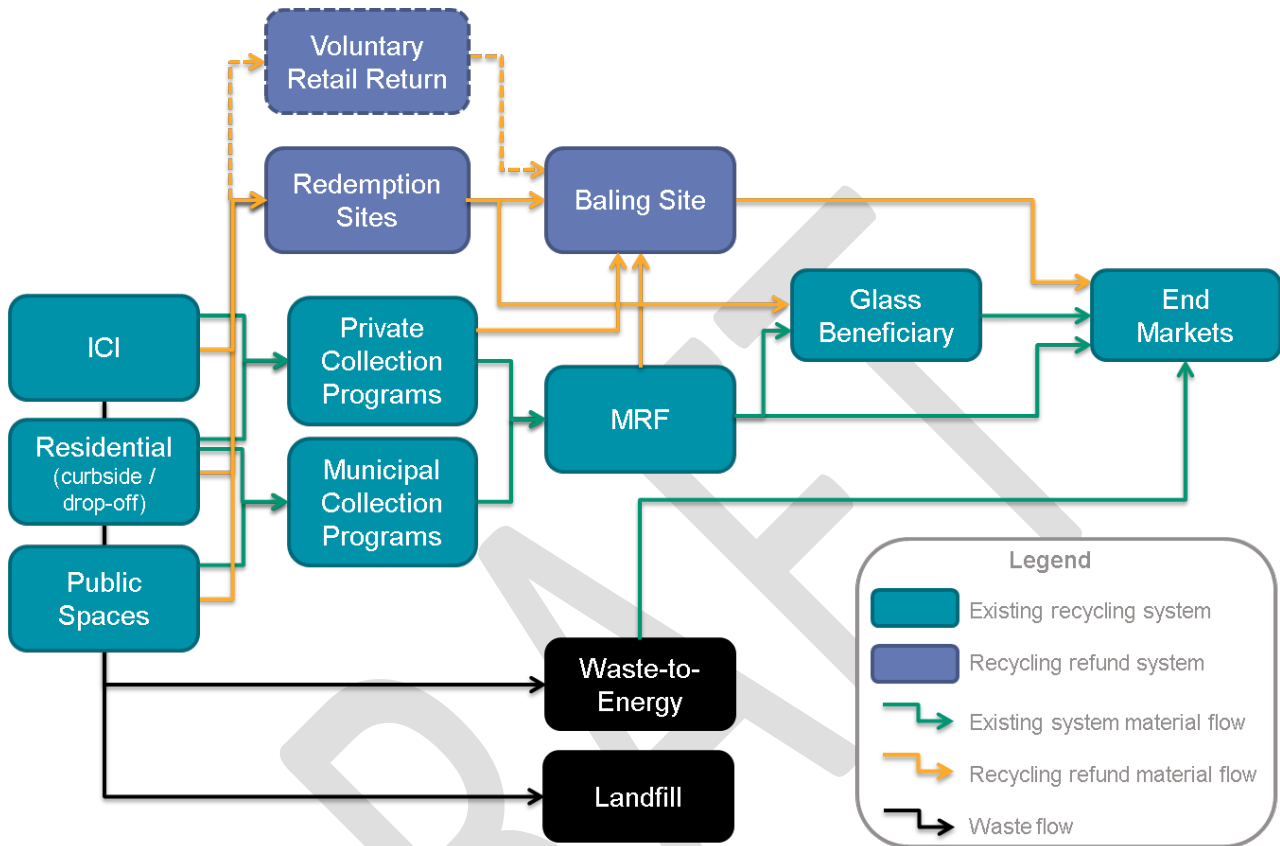 Voluntary
Retail Return
Redemption
Sites
Baling Site
ICI
Private
Collection
Programs
Glass
Beneficiary
End
Markets
MRF
Residential
(curbside /
drop-off)
Municipal
Collection
Programs
Public
Spaces
Waste-to-
Energy
Landfill
Legend
Existing recycling system
Recycling refund system
Existing system material flow
Recycling refund material flow
Waste flow
DRAFT